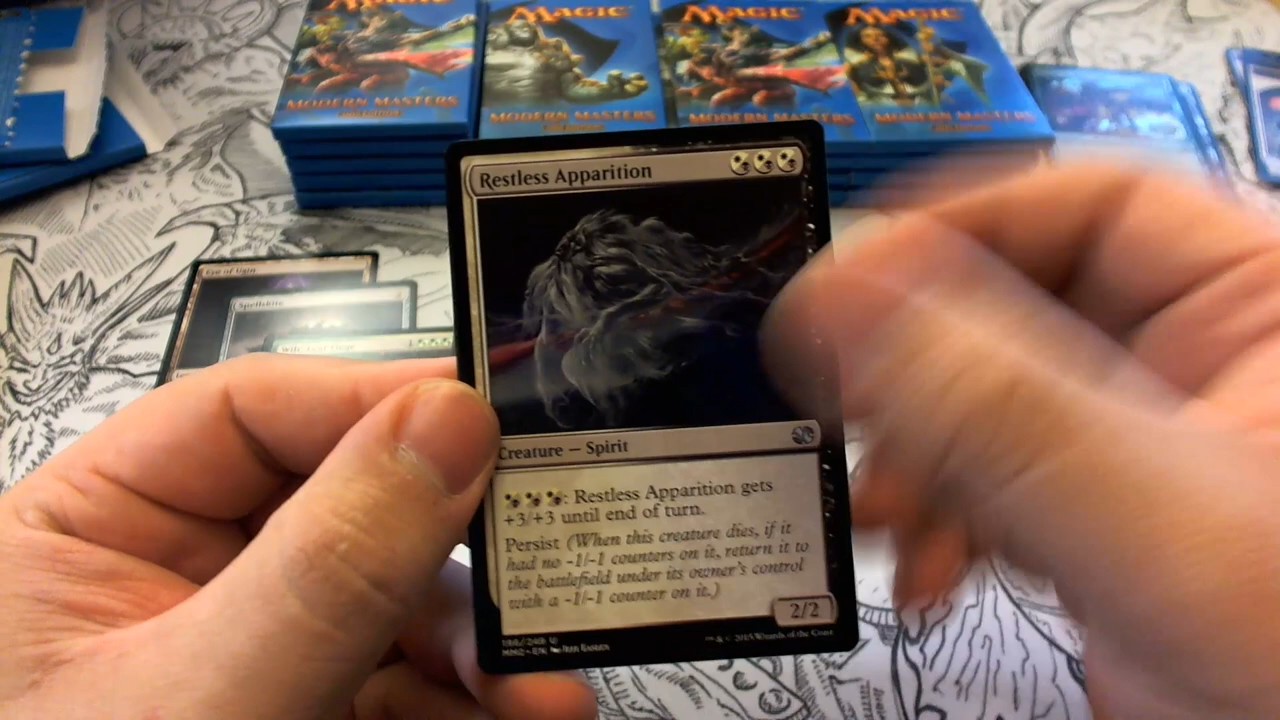 MAGIC
MAGIC
MAGIC
MAGIC
MODERN MASTERS
MODERN MASTERS
MODERN MASTERS
MODERN MASTERS
Restless Apparition
Eye of Ugin
Spellskite
Creature — Spirit
: Restless Apparition gets
+3/+3 until end of turn.
Persist (When this creature dies, if it
had no -1/-1 counters on it, return it to
the battlefield under its owner's control
with a -1/-1 counter on it.)
2/2
MM2 • EN
™ & © 2015 Wizards of the Coast